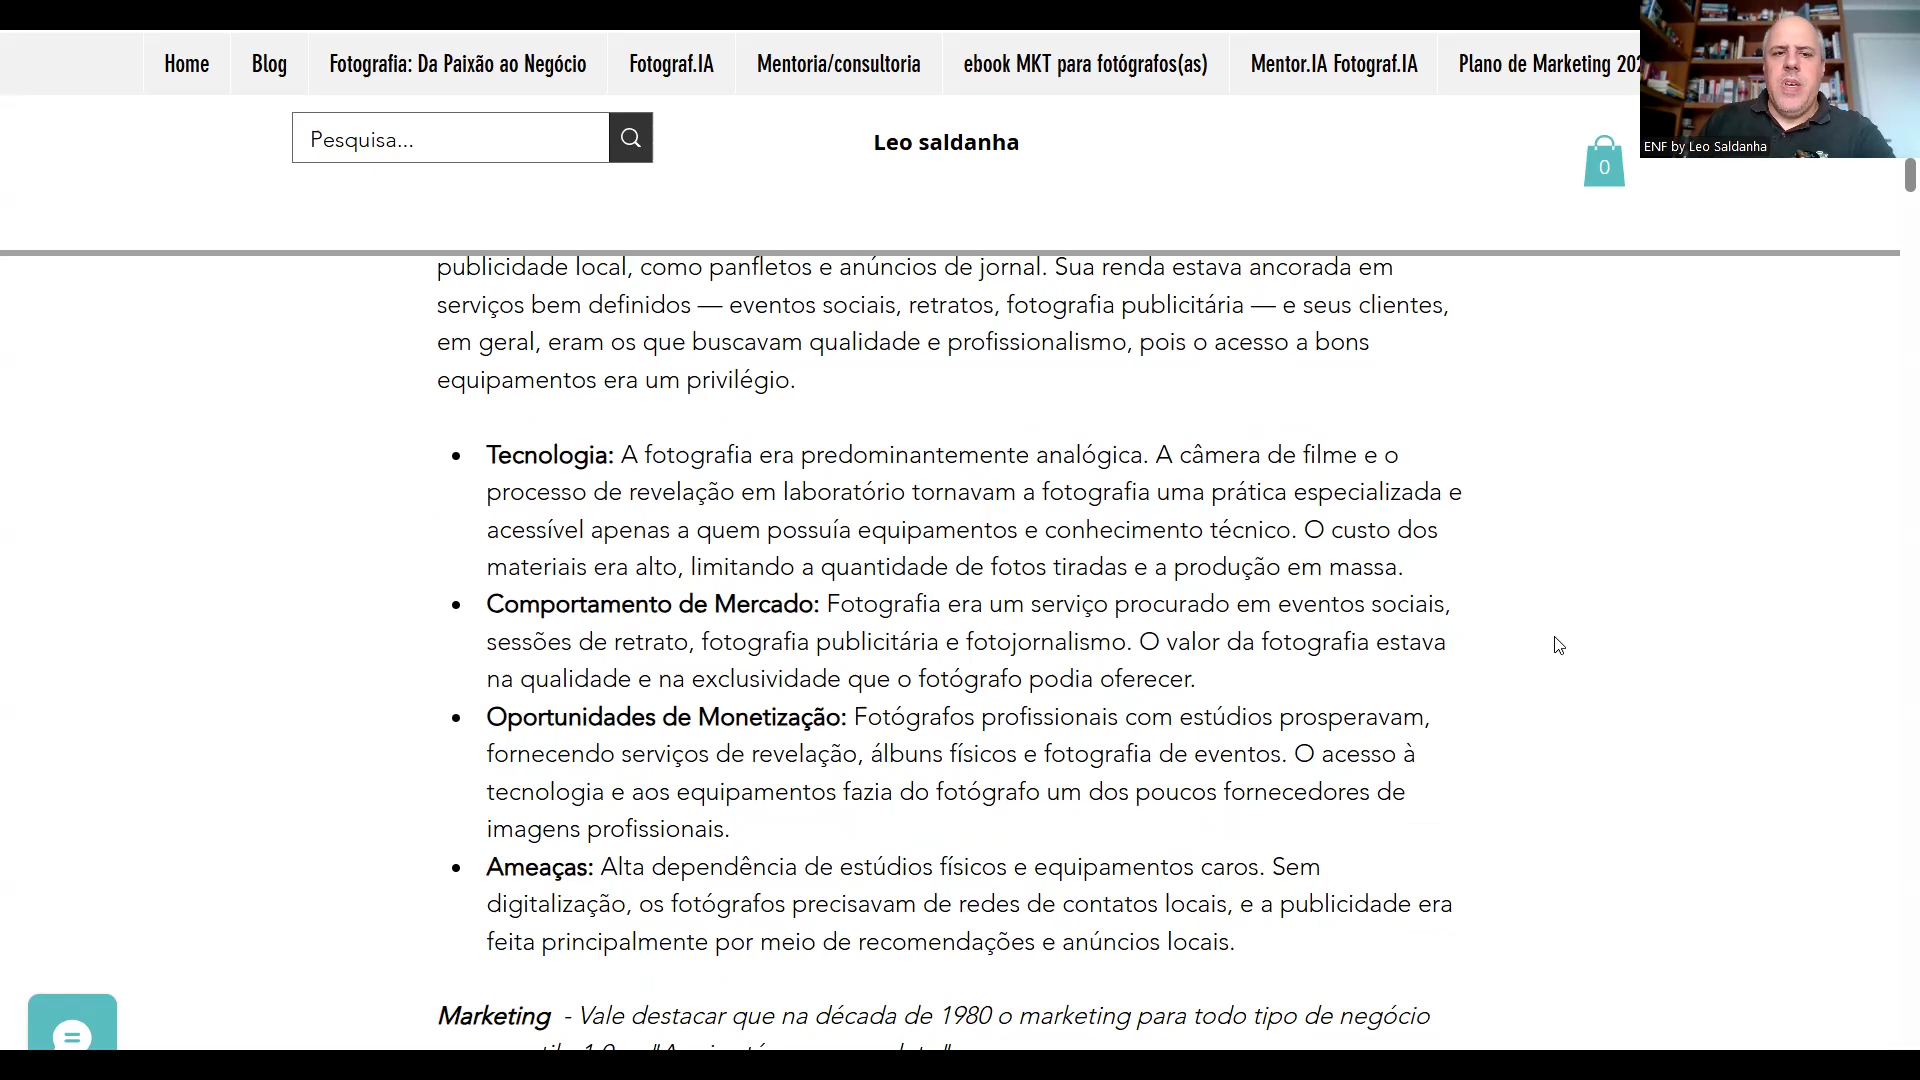 Home Blog Fotografia: Da Paixão ao Negócio Fotograf.IA Mentoria/consultoria ebook MKT para fotógrafos(as) Mentor.IA Fotograf.IA Plano de Marketing
ENF by Leo Saldanha
Pesquisa...
Leo saldanha
0
publicidade local, como panfletos e anúncios de jornal. Sua renda estava ancorada em
serviços bem definidos — eventos sociais, retratos, fotografia publicitária — e seus clientes,
em geral, eram os que buscavam qualidade e profissionalismo, pois o acesso a bons
equipamentos era um privilégio.
• Tecnologia: A fotografia era predominantemente analógica. A câmera de filme e o
processo de revelação em laboratório tornavam a fotografia uma prática especializada e
acessível apenas a quem possuía equipamentos e conhecimento técnico. O custo dos
materiais era alto, limitando a quantidade de fotos tiradas e a produção em massa.
• Comportamento de Mercado: Fotografia era um serviço procurado em eventos sociais,
sessões de retrato, fotografia publicitária e fotojornalismo. O valor da fotografia estava
na qualidade e na exclusividade que o fotógrafo podia oferecer.
• Oportunidades de Monetização: Fotógrafos profissionais com estúdios prosperavam,
fornecendo serviços de revelação, álbuns físicos e fotografia de eventos. O acesso à
tecnologia e aos equipamentos fazia do fotógrafo um dos poucos fornecedores de
imagens profissionais.
• Ameaças: Alta dependência de estúdios físicos e equipamentos caros. Sem
digitalização, os fotógrafos precisavam de redes de contatos locais, e a publicidade era
feita principalmente por meio de recomendações e anúncios locais.
Marketing - Vale destacar que na década de 1980 o marketing para todo tipo de negócio